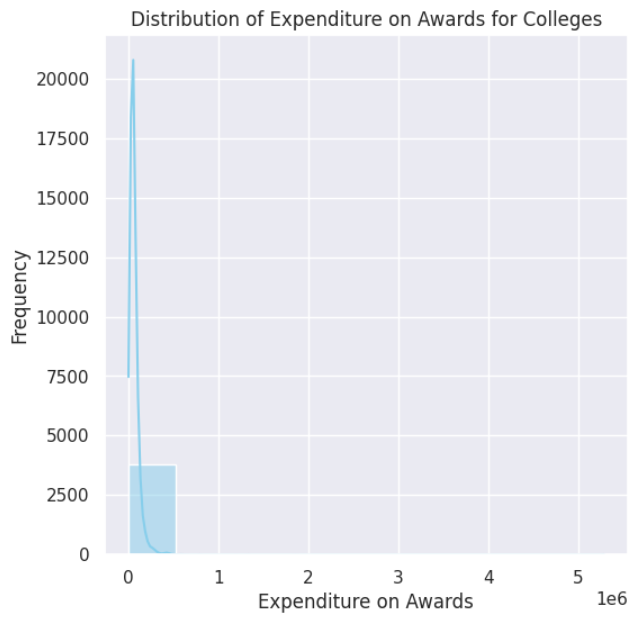 Distribution of Expenditure on Awards for Colleges
20000
17500
15000
12500
10000
7500
5000
2500
0
Frequency
0 1 2 3 4 5
1e6
Expenditure on Awards